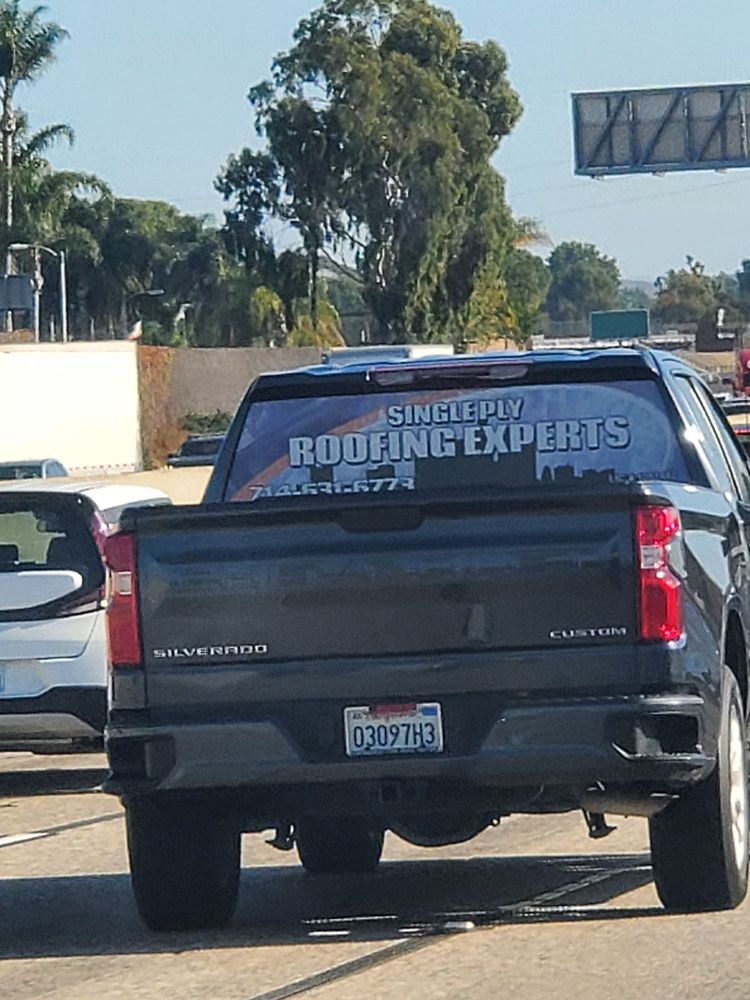 SINGLE PLY
ROOFING EXPERTS
714-631-6773
SILVERADO
CUSTOM
03097H3